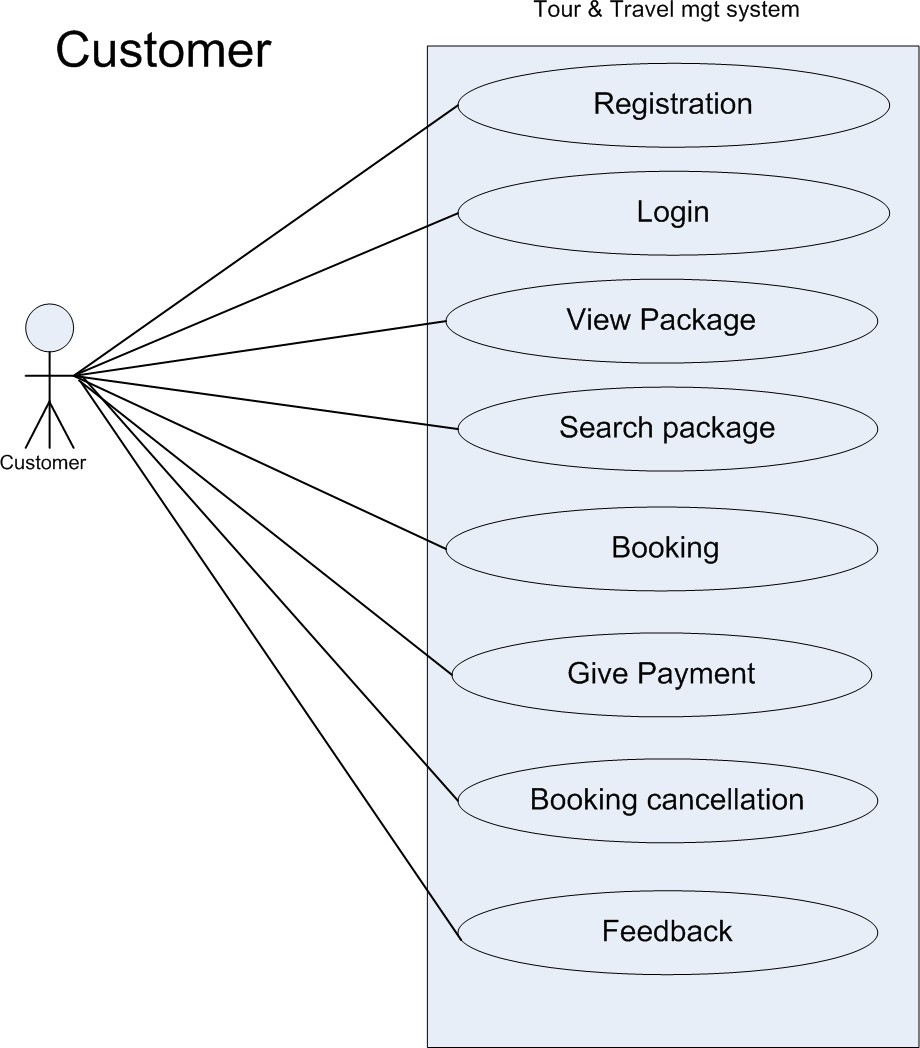 Tour & Travel mgt system
Customer
Registration
Login
View Package
Search package
Customer
Booking
Give Payment
Booking cancellation
Feedback